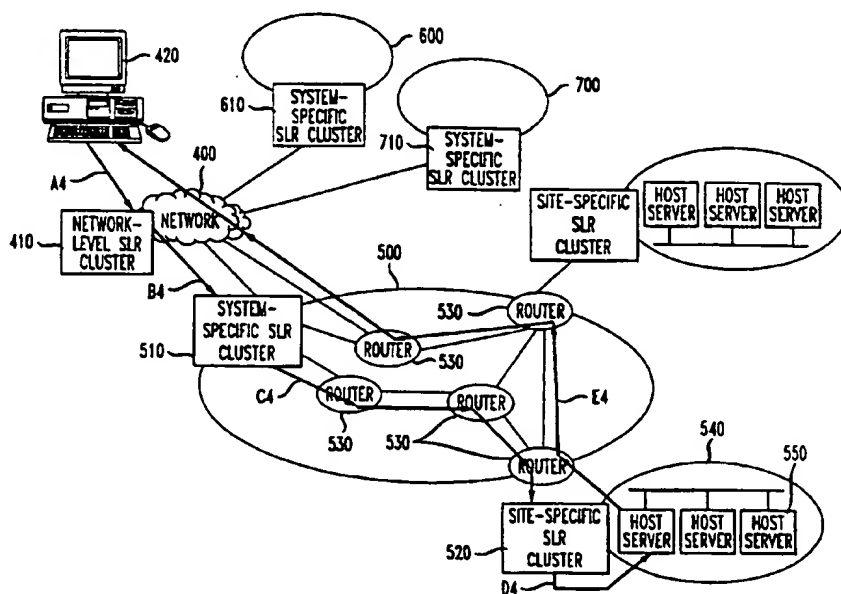 420
600
610
SYSTEM-
SPECIFIC
SLR CLUSTER
700
710
SYSTEM-
SPECIFIC
SLR CLUSTER
A4
400
NETWORK
410
NETWORK-
LEVEL SLR
CLUSTER
SITE-SPECIFIC
SLR
CLUSTER
HOST
SERVER
HOST
SERVER
HOST
SERVER
B4
500
510
SYSTEM-
SPECIFIC SLR
CLUSTER
530
ROUTER
ROUTER
530
C4
ROUTER
530
ROUTER
530
E4
ROUTER
540
550
520
SITE-SPECIFIC
SLR
CLUSTER
HOST
SERVER
HOST
SERVER
HOST
SERVER
D4